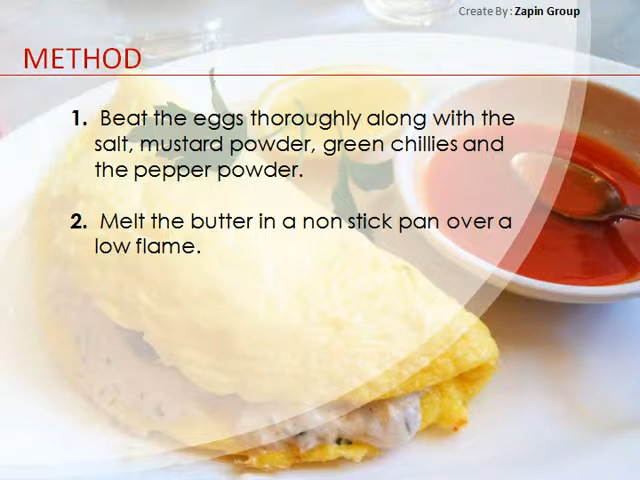 Create By: Zapin Group
METHOD
1. Beat the eggs thoroughly along with the
salt, mustard powder, green chillies and
the pepper powder.
2. Melt the butter in a non stick pan over a
low flame.